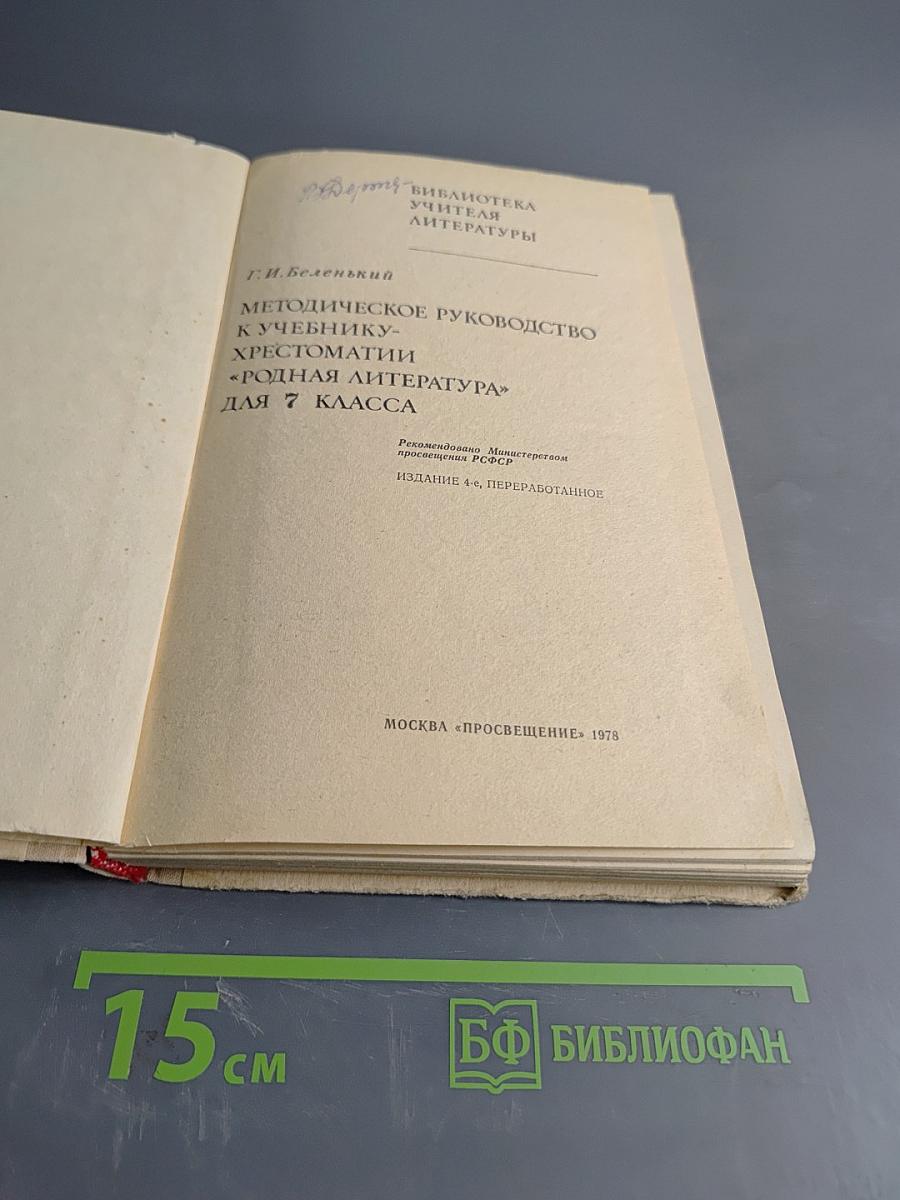 БИБЛИОТЕКА
УЧИТЕЛЯ
ЛИТЕРАТУРЫ
Г. И. Беленький
МЕТОДИЧЕСКОЕ РУКОВОДСТВО
К УЧЕБНИКУ-
ХРЕСТОМАТИИ
«РОДНАЯ ЛИТЕРАТУРА»
ДЛЯ 7 КЛАССА
Рекомендовано Министерством
просвещения РСФСР
ИЗДАНИЕ 4-е, ПЕРЕРАБОТАННОЕ
МОСКВА «ПРОСВЕЩЕНИЕ» 1978
15 см
БФ БИБЛИОФАН